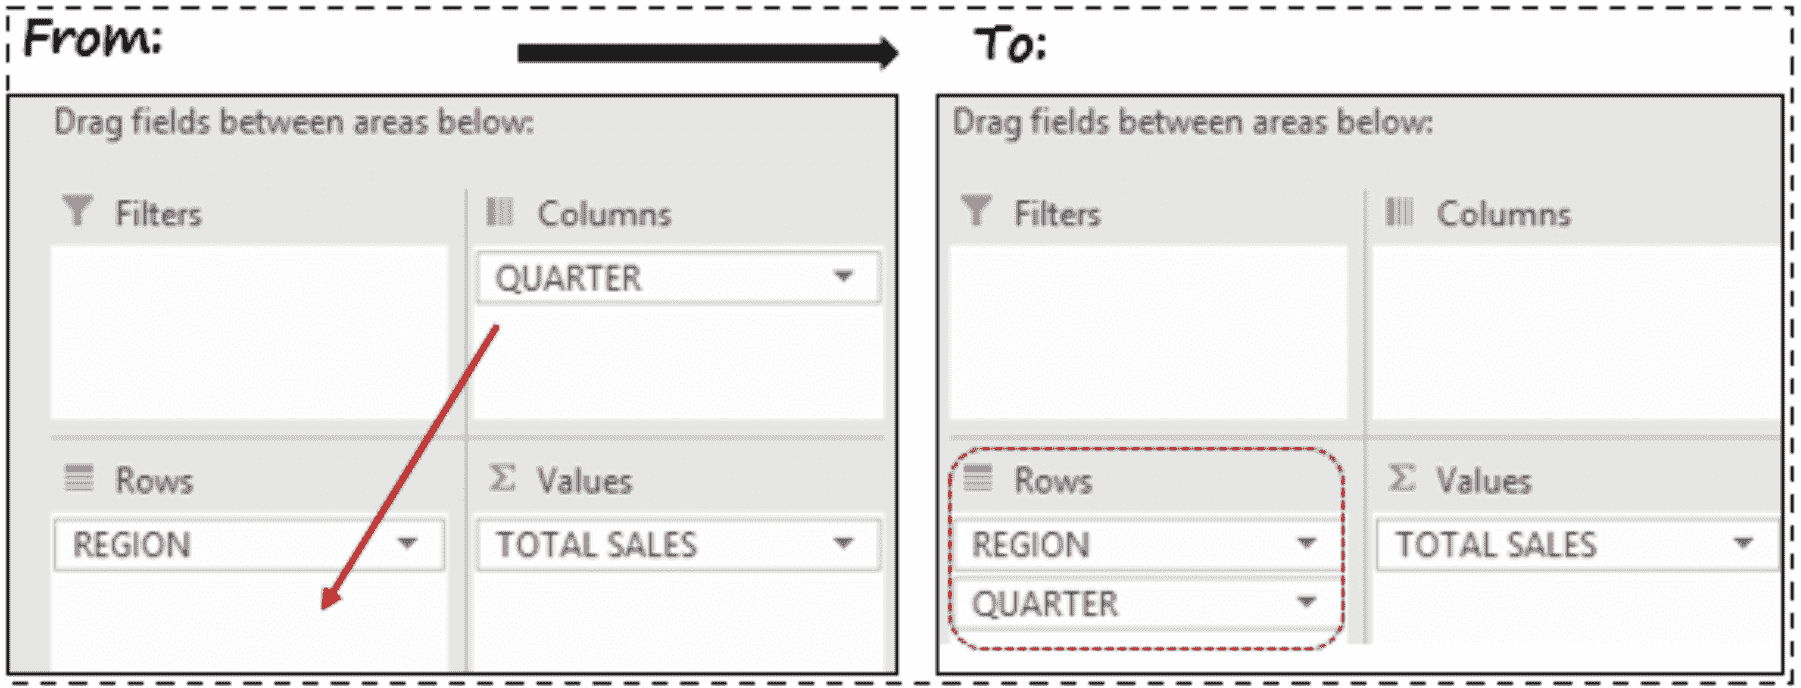 From:
To:
Drag fields between areas below:
Filters
Columns
QUARTER
Rows
Σ Values
REGION
TOTAL SALES
Drag fields between areas below:
Filters
Columns
Rows
Σ Values
REGION
TOTAL SALES
QUARTER